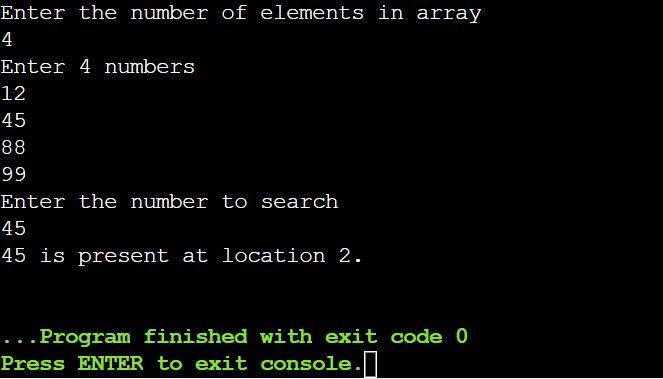 Enter the number of elements in array
4
Enter 4 numbers
12
45
88
99
Enter the number to search
45
45 is present at location 2.
...Program finished with exit code 0
Press ENTER to exit console.